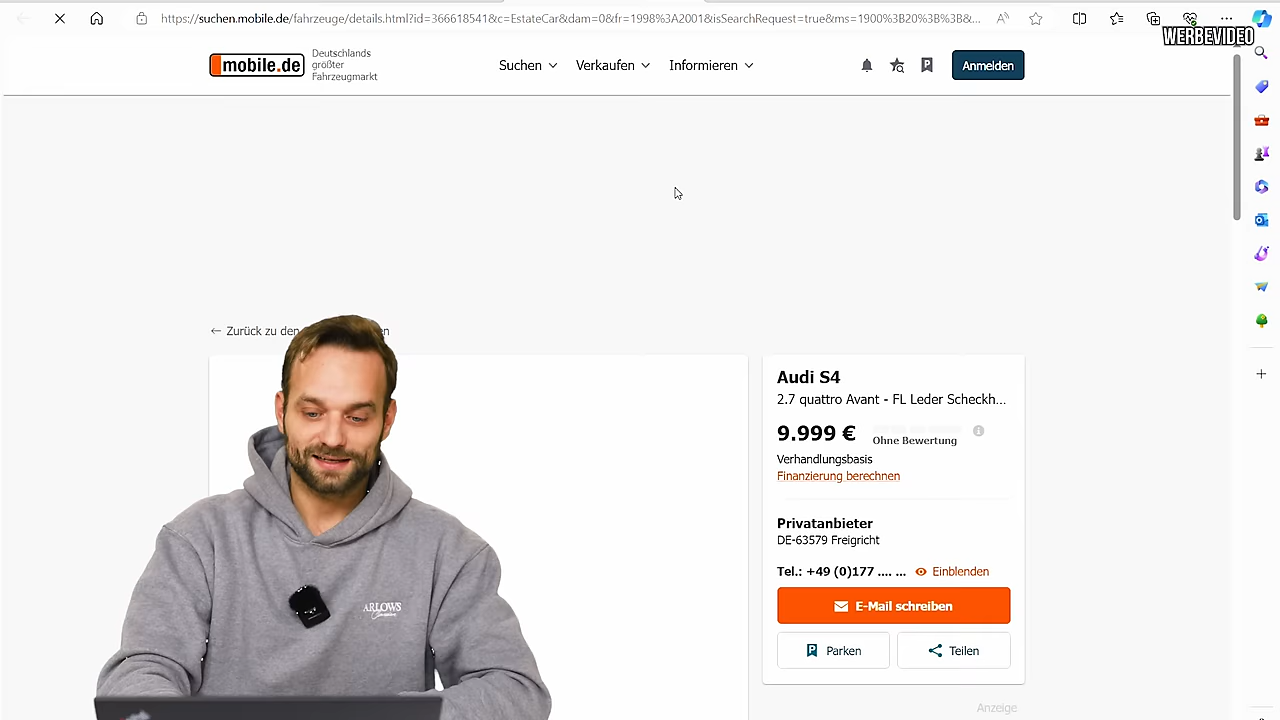 https://suchen.mobile.de/fahrzeuge/details.html?id=366618541&c=EstateCar&dam=0&fr=1998%3A2001&isSearchRequest=true&ms=1900%3B20%3B%3B&...
WERBEVIDEO
mobile.de
Deutschlands
größter
Fahrzeugmarkt
Suchen
Verkaufen
Informieren
Anmelden
← Zurück zu den
Audi S4
2.7 quattro Avant - FL Leder Scheckh...
9.999 €
Ohne Bewertung
Verhandlungsbasis
Finanzierung berechnen
Privatanbieter
DE-63579 Freigricht
Tel.: +49 (0)177 .... ...
Einblenden
E-Mail schreiben
Parken
Teilen
Anzeige
ARLOWS